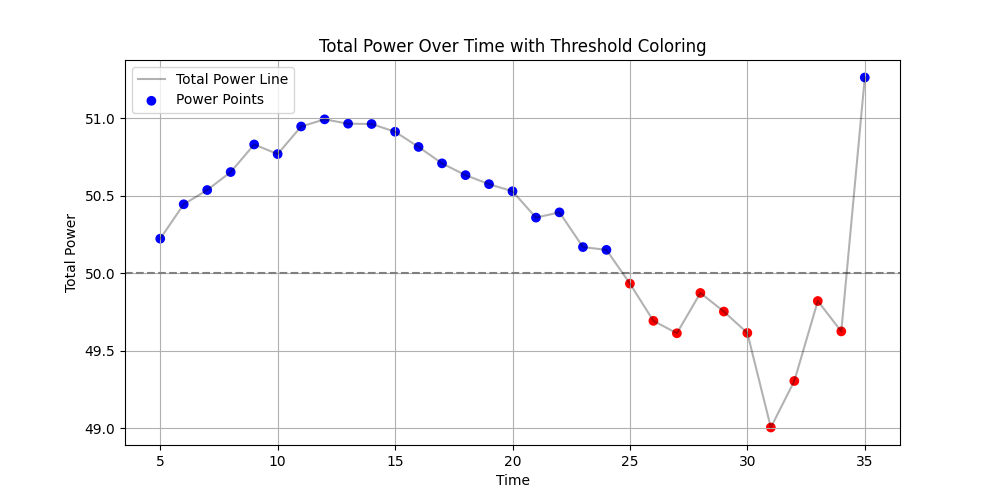 Total Power Over Time with Threshold Coloring
Total Power Line
Power Points
Total Power
51.0
50.5
50.0
49.5
49.0
5 10 15 20 25 30 35
Time